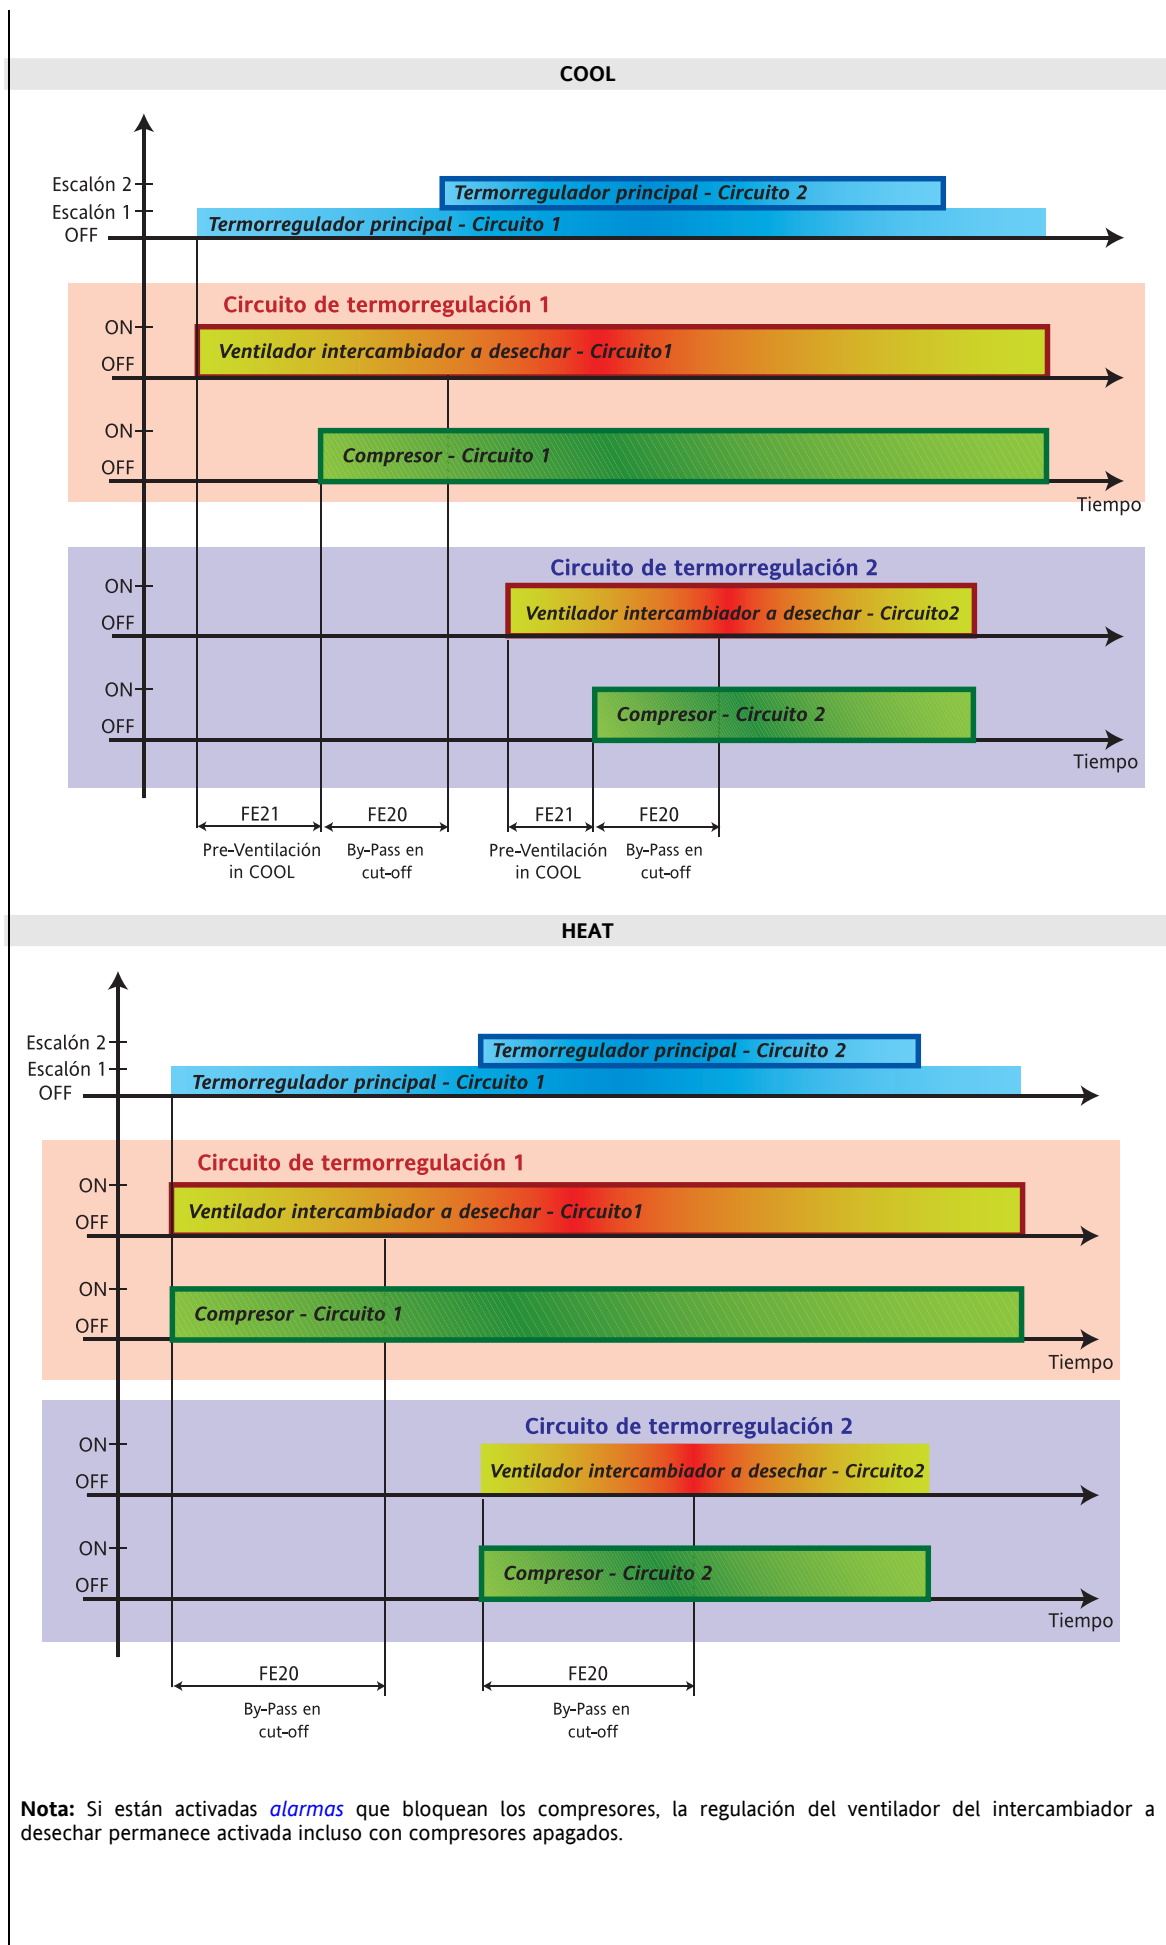 COOL
Escalón 2
Termorregulador principal - Circuito 2
Escalón 1
Termorregulador principal - Circuito 1
OFF
Circuito de termorregulación 1
ON
Ventilador intercambiador a desechar - Circuito1
OFF
ON
Compresor - Circuito 1
OFF
Tiempo
Circuito de termorregulación 2
ON
Ventilador intercambiador a desechar - Circuito2
OFF
ON
Compresor - Circuito 2
OFF
Tiempo
FE21 FE20 FE21 FE20
Pre-Ventilación By-Pass en Pre-Ventilación By-Pass en
in COOL cut-off in COOL cut-off
HEAT
Escalón 2
Termorregulador principal - Circuito 2
Escalón 1
Termorregulador principal - Circuito 1
OFF
Circuito de termorregulación 1
ON
Ventilador intercambiador a desechar - Circuito1
OFF
ON
Compresor - Circuito 1
OFF
Tiempo
Circuito de termorregulación 2
ON
Ventilador intercambiador a desechar - Circuito2
OFF
ON
Compresor - Circuito 2
OFF
Tiempo
FE20 FE20
By-Pass en By-Pass en
cut-off cut-off
Nota: Si están activadas alarmas que bloquean los compresores, la regulación del ventilador del intercambiador a
desechar permanece activada incluso con compresores apagados.